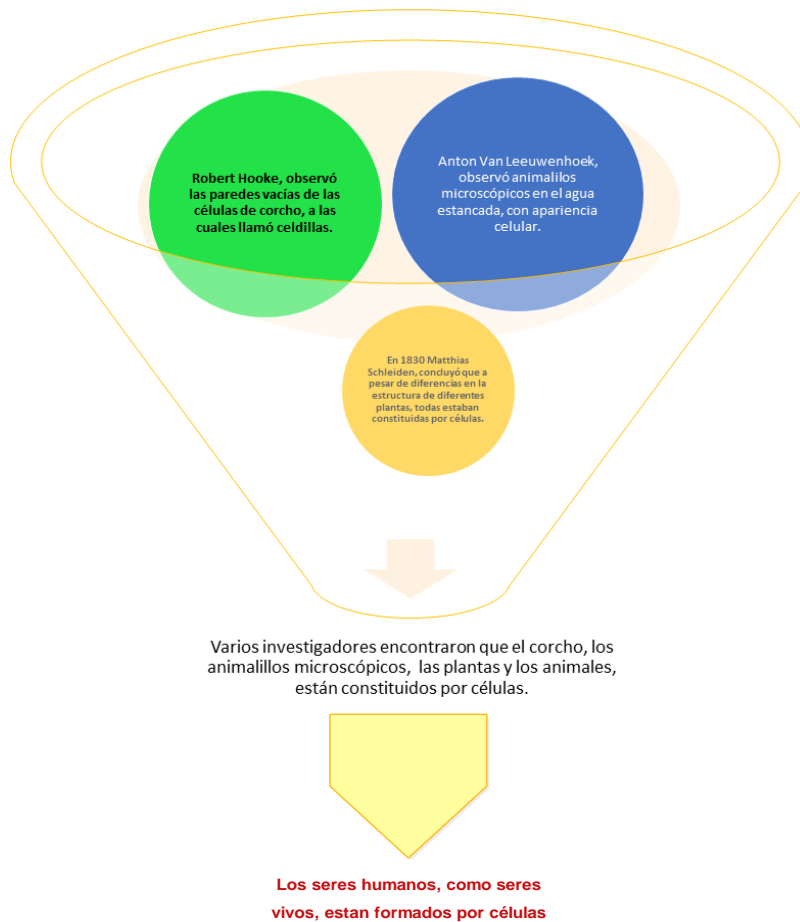 Robert Hooke, observó
las paredes vacías de las
células de corcho, a las
cuales llamó celdillas.
Anton Van Leeuwenhoek,
observó animalilos
microscópicos en el agua
estancada, con apariencia
celular.
En 1830 Matthias
Schleiden, concluyó que a
pesar de diferencias en la
estructura de diferentes
plantas, todas estaban
constituidas por células.
Varios investigadores encontraron que el corcho, los
animalillos microscópicos, las plantas y los animales,
están constituidos por células.
Los seres humanos, como seres
vivos, estan formados por células